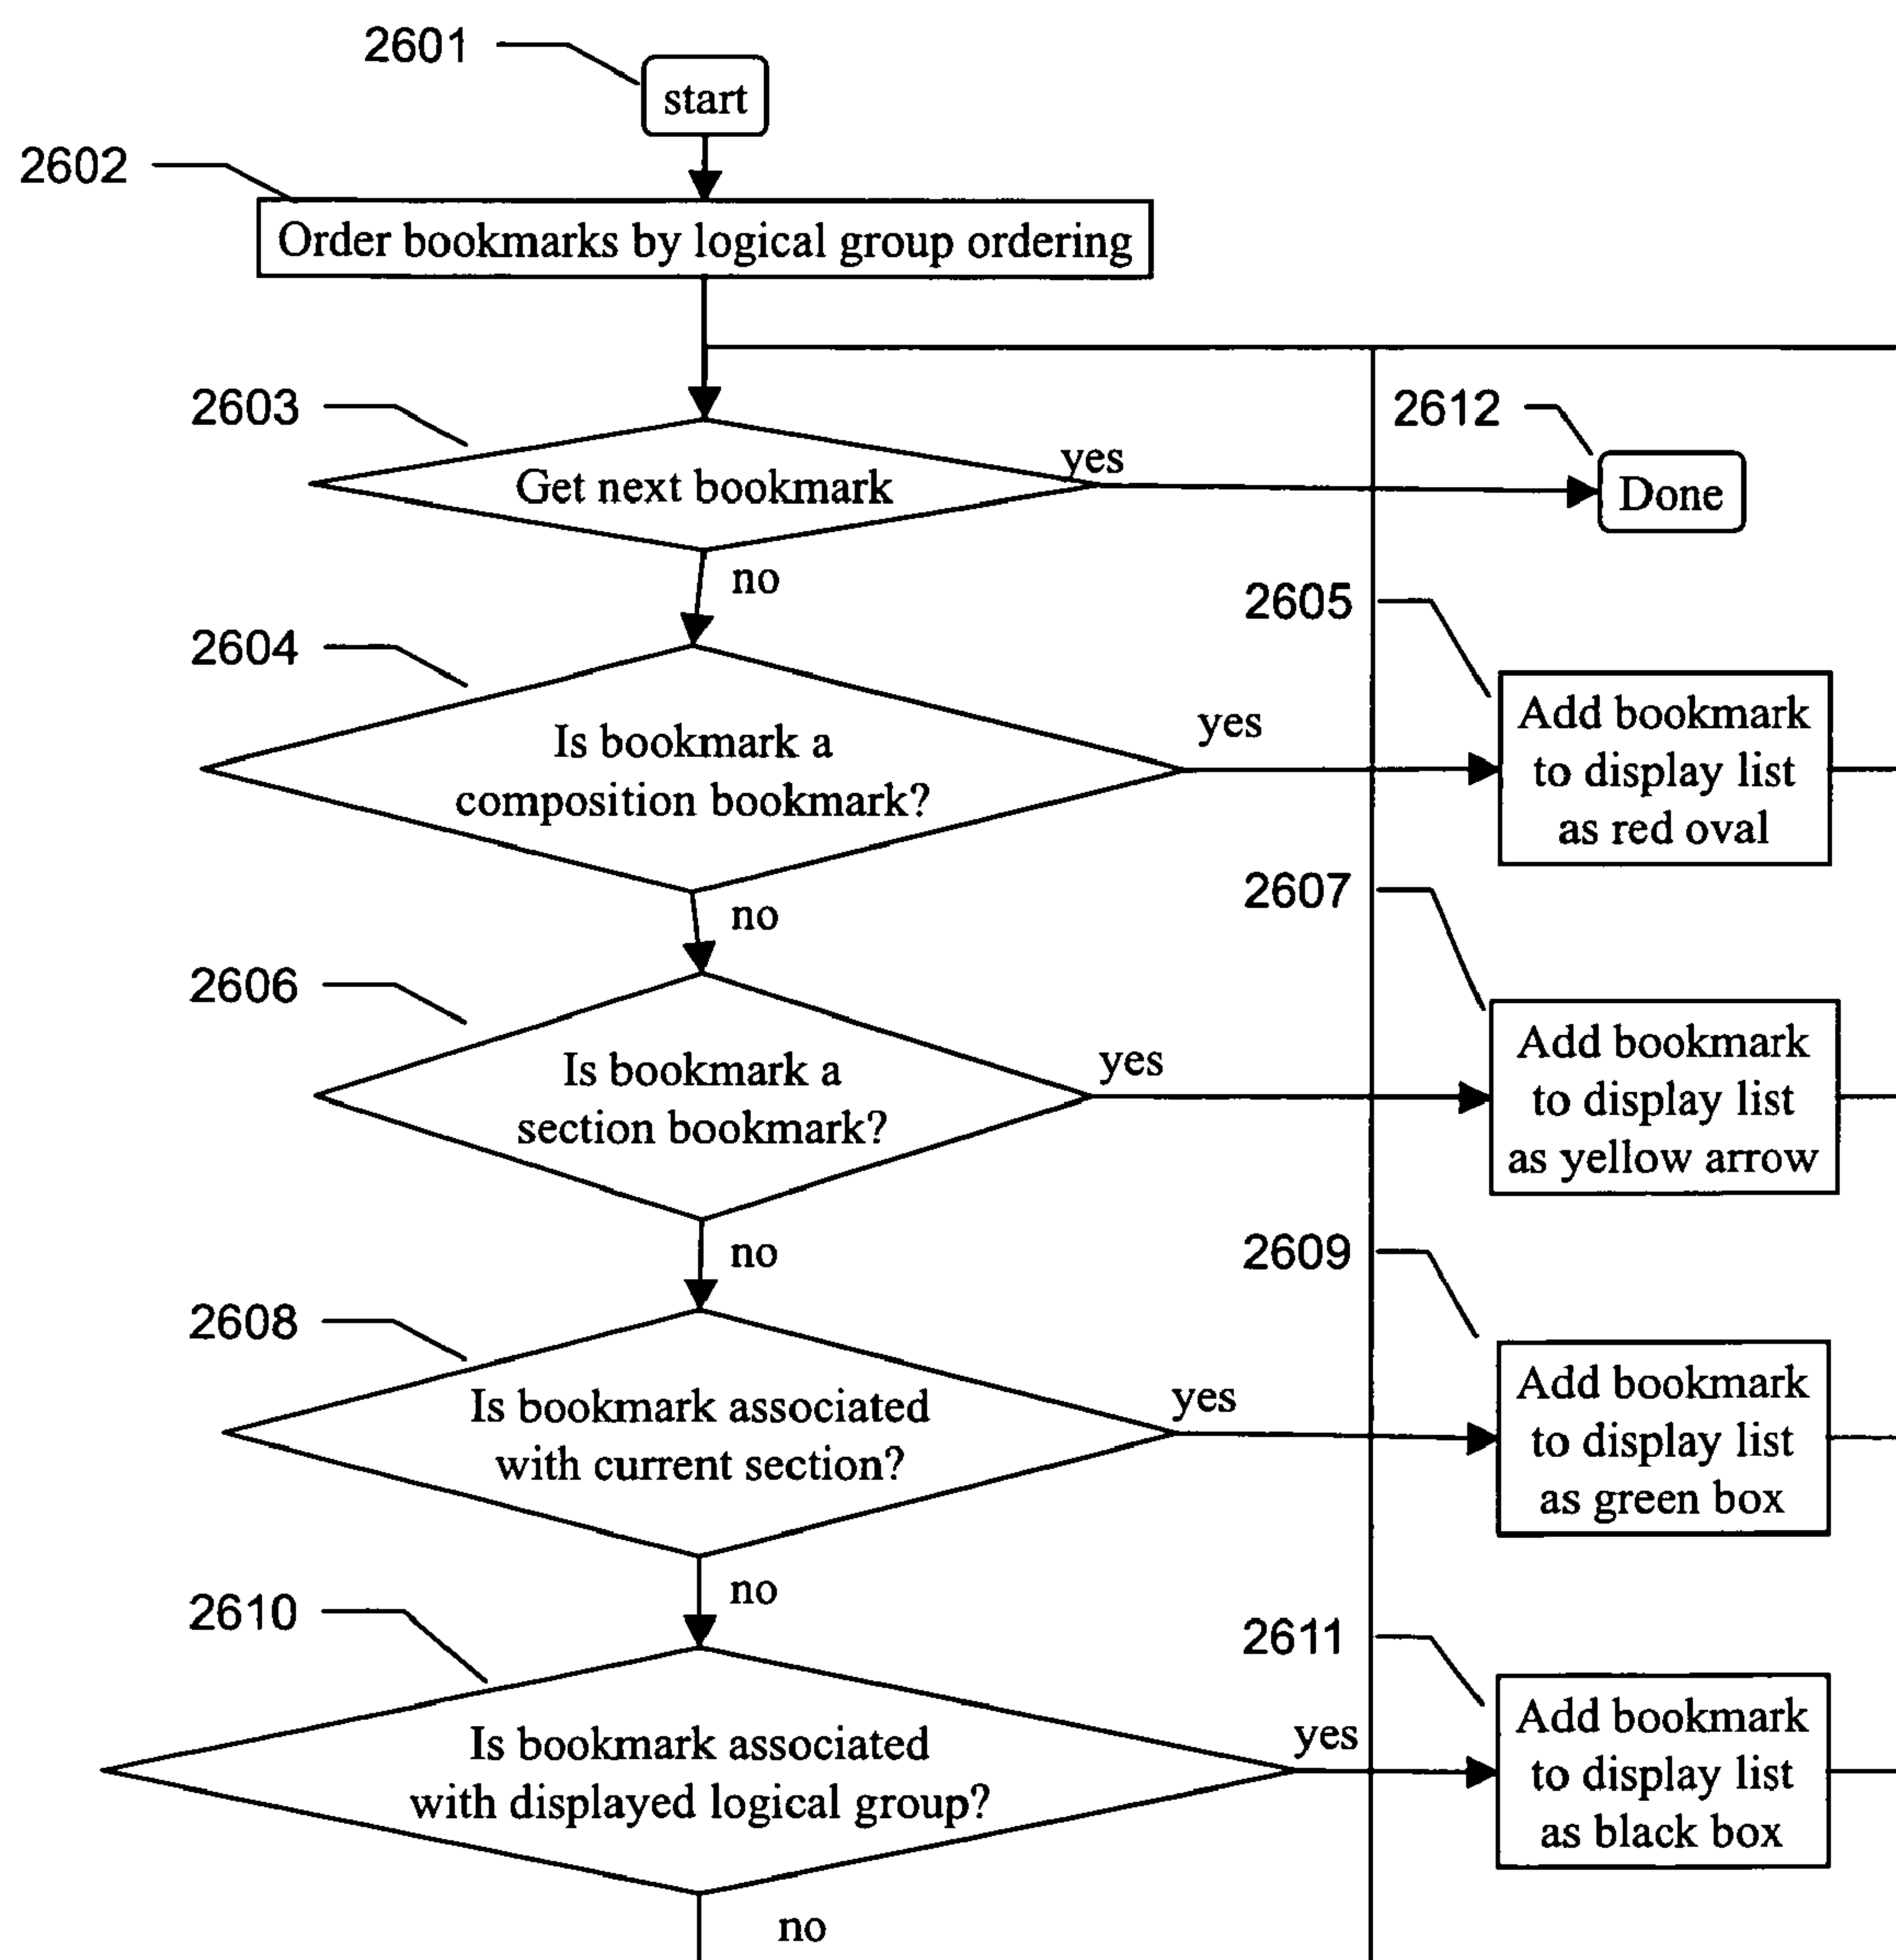 2601
start
2602
Order bookmarks by logical group ordering
2603
Get next bookmark
yes
2612
Done
no
2604
Is bookmark a
composition bookmark?
yes
2605
Add bookmark
to display list
as red oval
no
2606
Is bookmark a
section bookmark?
yes
2607
Add bookmark
to display list
as yellow arrow
no
2608
Is bookmark associated
with current section?
yes
2609
Add bookmark
to display list
as green box
no
2610
Is bookmark associated
with displayed logical group?
yes
2611
Add bookmark
to display list
as black box
no